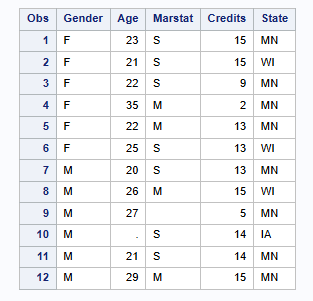 Obs Gender Age Marstat Credits State
1 F 23 S 15 MN
2 F 21 S 15 WI
3 F 22 S 9 MN
4 F 35 M 2 MN
5 F 22 M 13 MN
6 F 25 S 13 WI
7 M 20 S 13 MN
8 M 26 M 15 WI
9 M 27 5 MN
10 M . S 14 IA
11 M 21 S 14 MN
12 M 29 M 15 MN